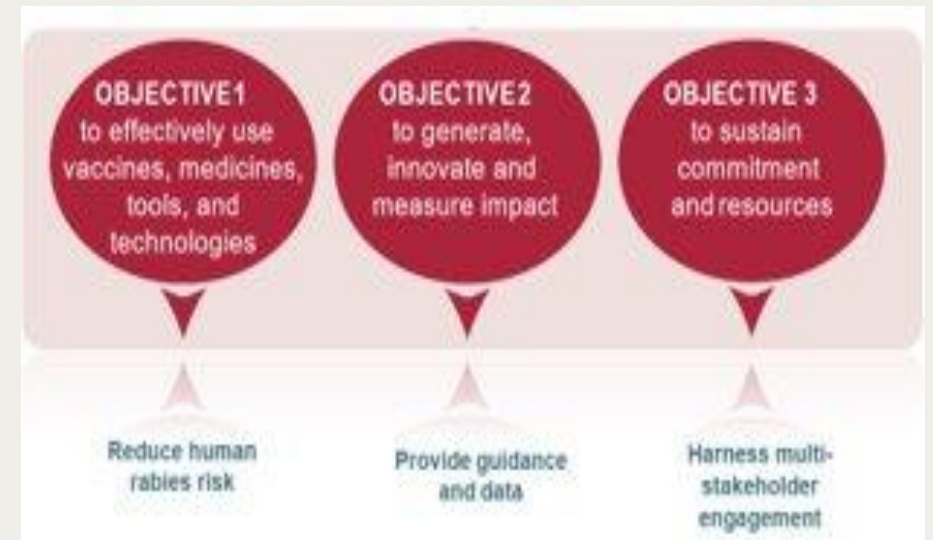 OBJECTIVE1
to effectively use
vaccines, medicines,
tools, and
technologies
OBJECTIVE2
to generate,
innovate and
measure impact
OBJECTIVE 3
to sustain
commitment
and resources
Reduce human
rabies risk
Provide guidance
and data
Harness multi-
stakeholder
engagement